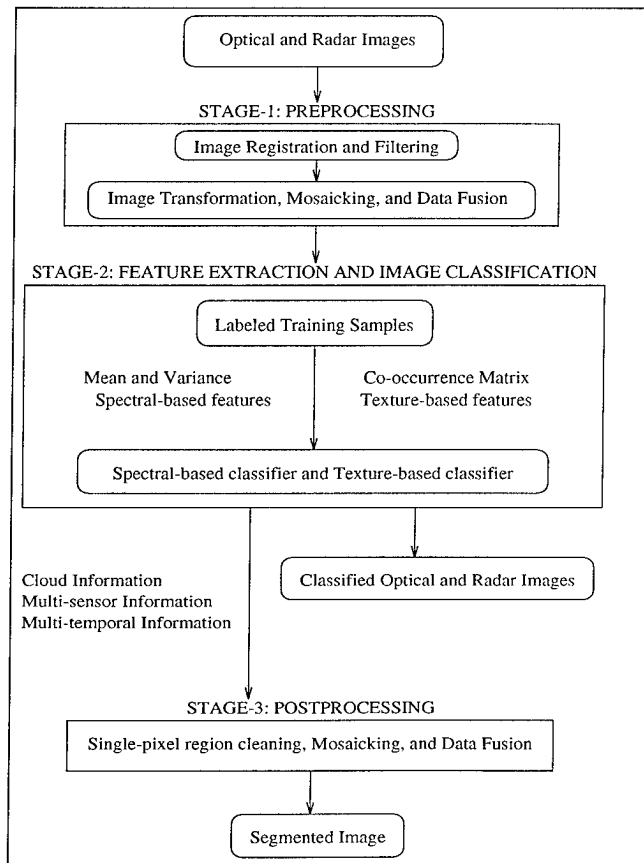 Optical and Radar Images
STAGE-1: PREPROCESSING
Image Registration and Filtering
Image Transformation, Mosaicking, and Data Fusion
STAGE-2: FEATURE EXTRACTION AND IMAGE CLASSIFICATION
Labeled Training Samples
Mean and Variance
Spectral-based features
Co-occurrence Matrix
Texture-based features
Spectral-based classifier and Texture-based classifier
Classified Optical and Radar Images
Cloud Information
Multi-sensor Information
Multi-temporal Information
STAGE-3: POSTPROCESSING
Single-pixel region cleaning, Mosaicking, and Data Fusion
Segmented Image